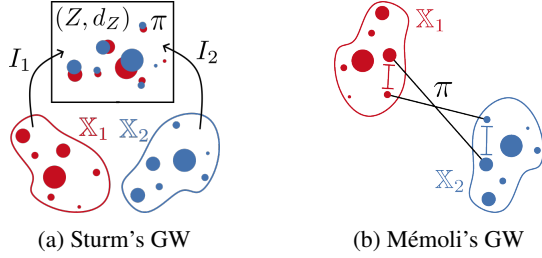 (Z, d_Z) π
I_1
I_2
𝕏_1
𝕏_2
(a) Sturm's GW
𝕏_1
π
𝕏_2
(b) Mémoli's GW